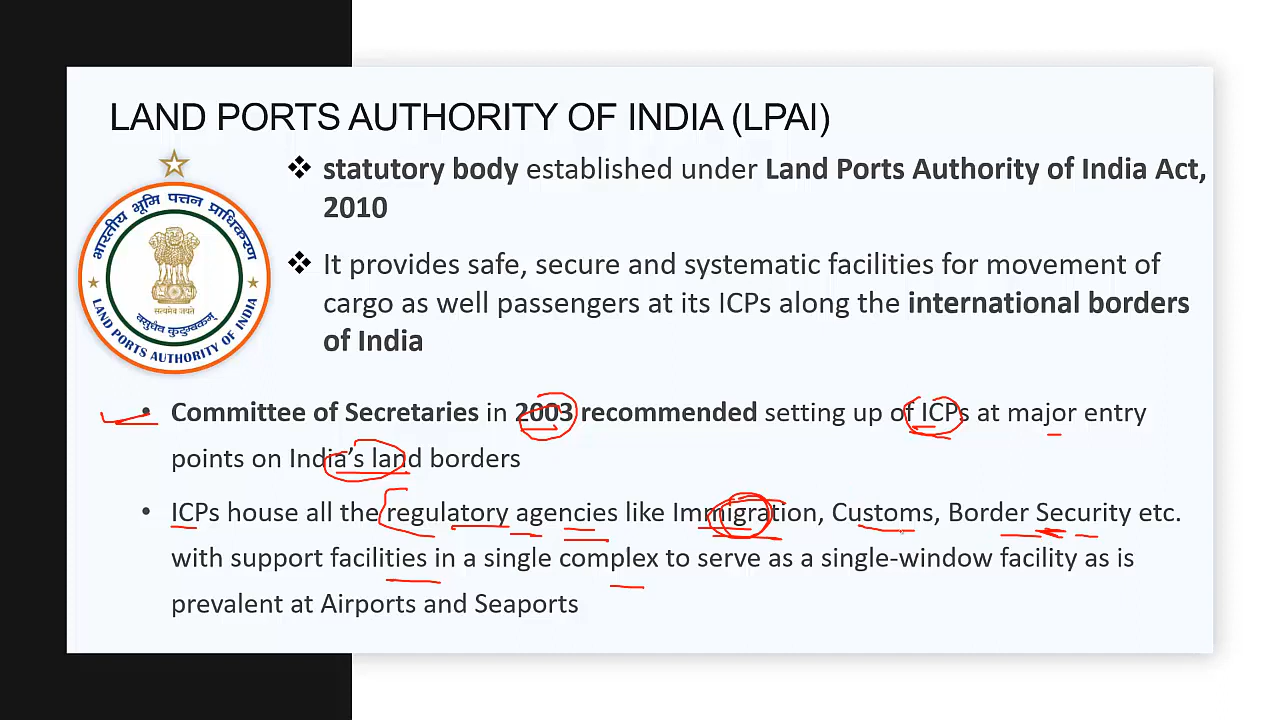 LAND PORTS AUTHORITY OF INDIA (LPAI)
statutory body established under Land Ports Authority of India Act,
2010
It provides safe, secure and systematic facilities for movement of
cargo as well passengers at its ICPs along the international borders
of India
भारतीय भूमि पत्तन प्राधिकरण
सत्यमेव जयते
वसुधैव कुटुम्बकम्
LAND PORTS AUTHORITY OF INDIA
Committee of Secretaries in 2003 recommended setting up of ICPs at major entry
points on India's land borders
ICPs house all the regulatory agencies like Immigration, Customs, Border Security etc.
with support facilities in a single complex to serve as a single-window facility as is
prevalent at Airports and Seaports